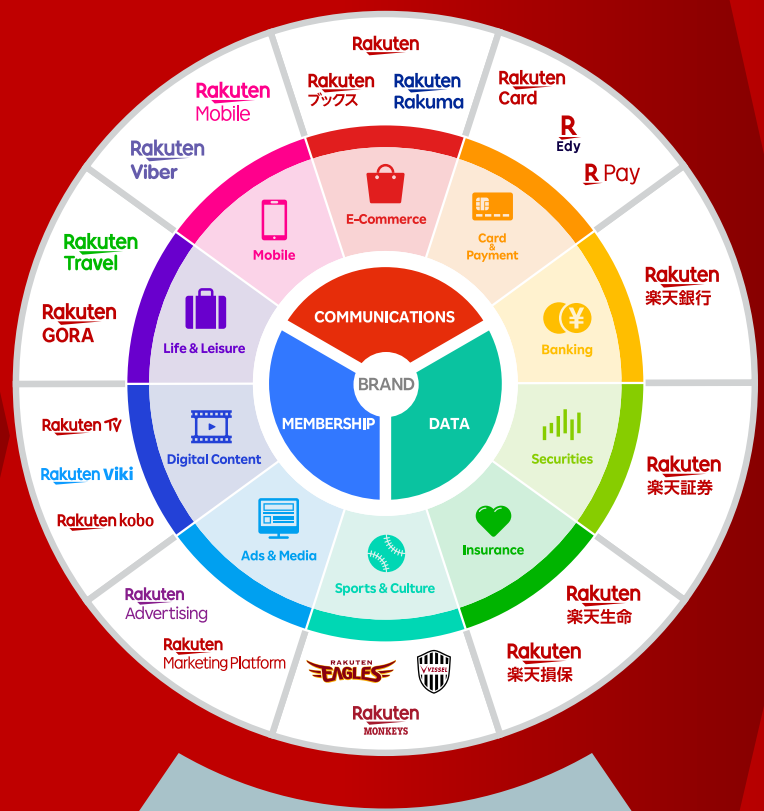 Rakuten
Rakuten
ブックス
Rakuten
Rakuma
Rakuten
Card
R
Edy
R Pay
Rakuten
Mobile
Rakuten
Viber
E-Commerce
Card
&
Payment
Mobile
Rakuten
Travel
Rakuten
GORA
Life & Leisure
Banking
Rakuten
楽天銀行
COMMUNICATIONS
BRAND
MEMBERSHIP
DATA
Rakuten TV
Rakuten Viki
Rakuten kobo
Digital Content
Securities
Rakuten
楽天証券
Ads & Media
Sports & Culture
Insurance
Rakuten
Advertising
Rakuten
Marketing Platform
RAKUTEN
EAGLES
VISSEL
Rakuten
MONKEYS
Rakuten
楽天生命
Rakuten
楽天損保
¥